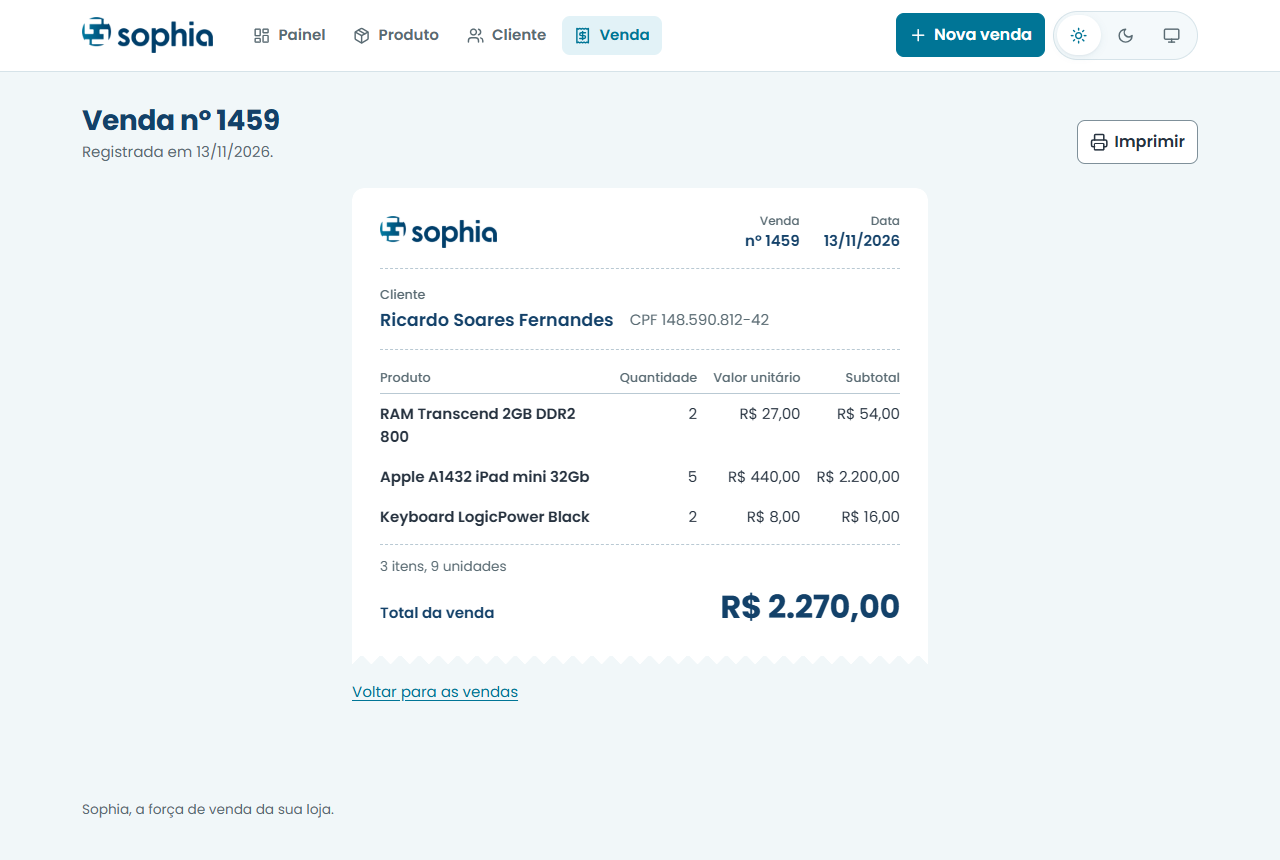 sophia
Painel
Produto
Cliente
Venda
Nova venda
Venda nº 1459
Registrada em 13/11/2026.
Imprimir
sophia
Venda
nº 1459
Data
13/11/2026
Cliente
Ricardo Soares Fernandes CPF 148.590.812-42
Produto Quantidade Valor unitário Subtotal
RAM Transcend 2GB DDR2
800
2 R$ 27,00 R$ 54,00
Apple A1432 iPad mini 32Gb 5 R$ 440,00 R$ 2.200,00
Keyboard LogicPower Black 2 R$ 8,00 R$ 16,00
3 itens, 9 unidades
Total da venda R$ 2.270,00
Voltar para as vendas
Sophia, a força de venda da sua loja.